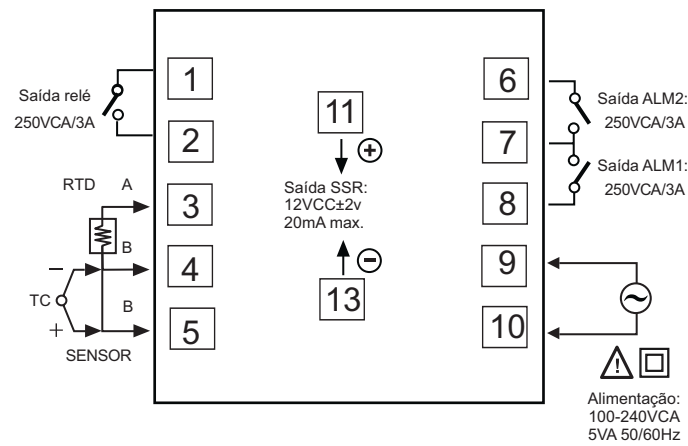 Saída relé
250VCA/3A
1
2
RTD
A
3
B
4
TC
−
+
B
5
SENSOR
11
+
Saída SSR:
12VCC±2v
20mA max.
−
13
6
7
8
9
10
Saída ALM2:
250VCA/3A
Saída ALM1:
250VCA/3A
~
!
Alimentação:
100-240VCA
5VA 50/60Hz